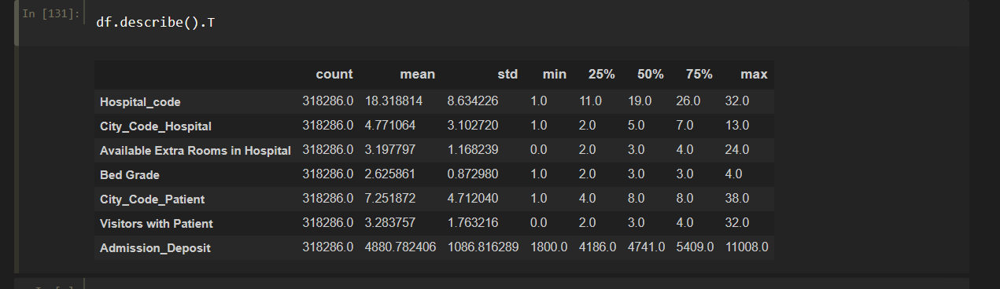 In [131]:
df.describe().T
count mean std min 25% 50% 75% max
Hospital_code 318286.0 18.318814 8.634226 1.0 11.0 19.0 26.0 32.0
City_Code_Hospital 318286.0 4.771064 3.102720 1.0 2.0 5.0 7.0 13.0
Available Extra Rooms in Hospital 318286.0 3.197797 1.168239 0.0 2.0 3.0 4.0 24.0
Bed Grade 318286.0 2.625861 0.872980 1.0 2.0 3.0 3.0 4.0
City_Code_Patient 318286.0 7.251872 4.712040 1.0 4.0 8.0 8.0 38.0
Visitors with Patient 318286.0 3.283757 1.763216 0.0 2.0 3.0 4.0 32.0
Admission_Deposit 318286.0 4880.782406 1086.816289 1800.0 4186.0 4741.0 5409.0 11008.0